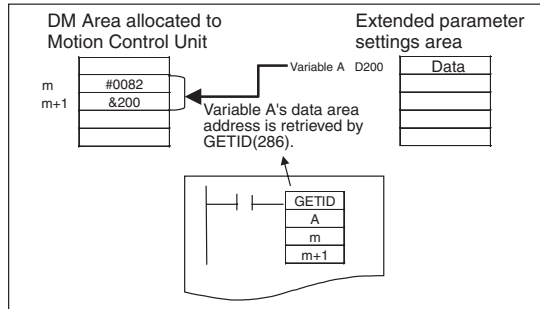 DM Area allocated to
Motion Control Unit
Extended parameter
settings area
Variable A D200 Data
m #0082
m+1 &200
Variable A's data area
address is retrieved by
GETID(286).
GETID
A
m
m+1